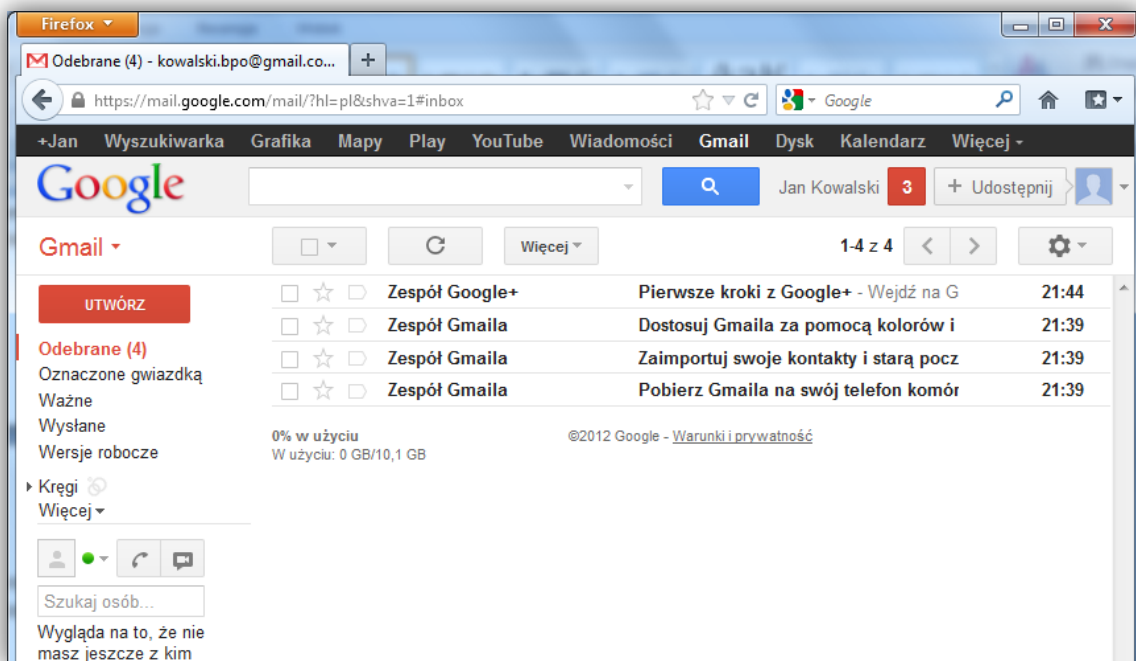 Firefox
Odebrane (4) - kowalski.bpo@gmail.co...
https://mail.google.com/mail/?hl=pl&shva=1#inbox
Google
+Jan Wyszukiwarka Grafika Mapy Play YouTube Wiadomości Gmail Dysk Kalendarz Więcej
Google
Jan Kowalski 3 + Udostępnij
Gmail
Więcej
1-4 z 4
UTWÓRZ
Odebrane (4)
Oznaczone gwiazdką
Ważne
Wysłane
Wersje robocze
Kręgi
Więcej
Szukaj osób...
Wygląda na to, że nie
masz jeszcze z kim
Zespół Google+ Pierwsze kroki z Google+ - Wejdź na G 21:44
Zespół Gmaila Dostosuj Gmaila za pomocą kolorów i 21:39
Zespół Gmaila Zaimportuj swoje kontakty i starą pocz 21:39
Zespół Gmaila Pobierz Gmaila na swój telefon komór 21:39
0% w użyciu
W użyciu: 0 GB/10,1 GB
©2012 Google - Warunki i prywatność